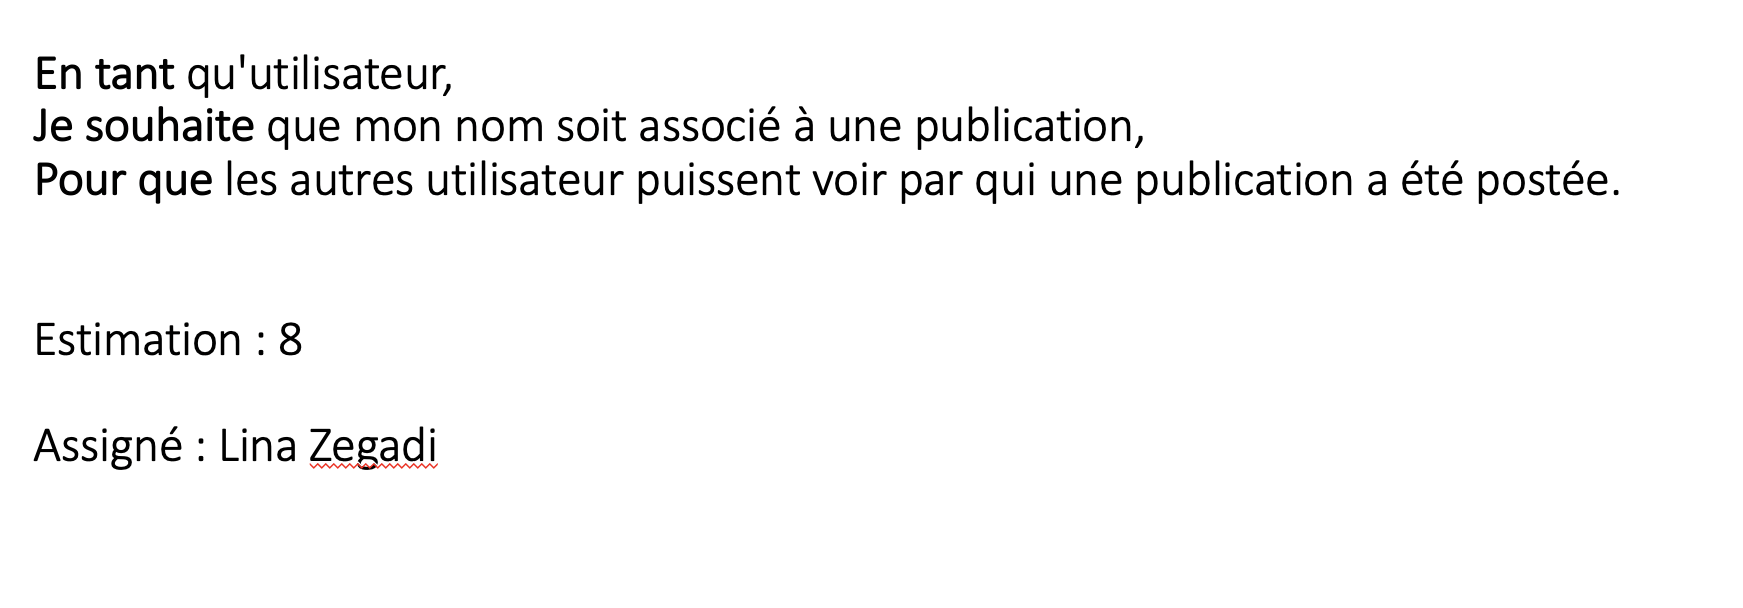 En tant qu'utilisateur,
Je souhaite que mon nom soit associé à une publication,
Pour que les autres utilisateur puissent voir par qui une publication a été postée.
Estimation : 8
Assigné : Lina Zegadi